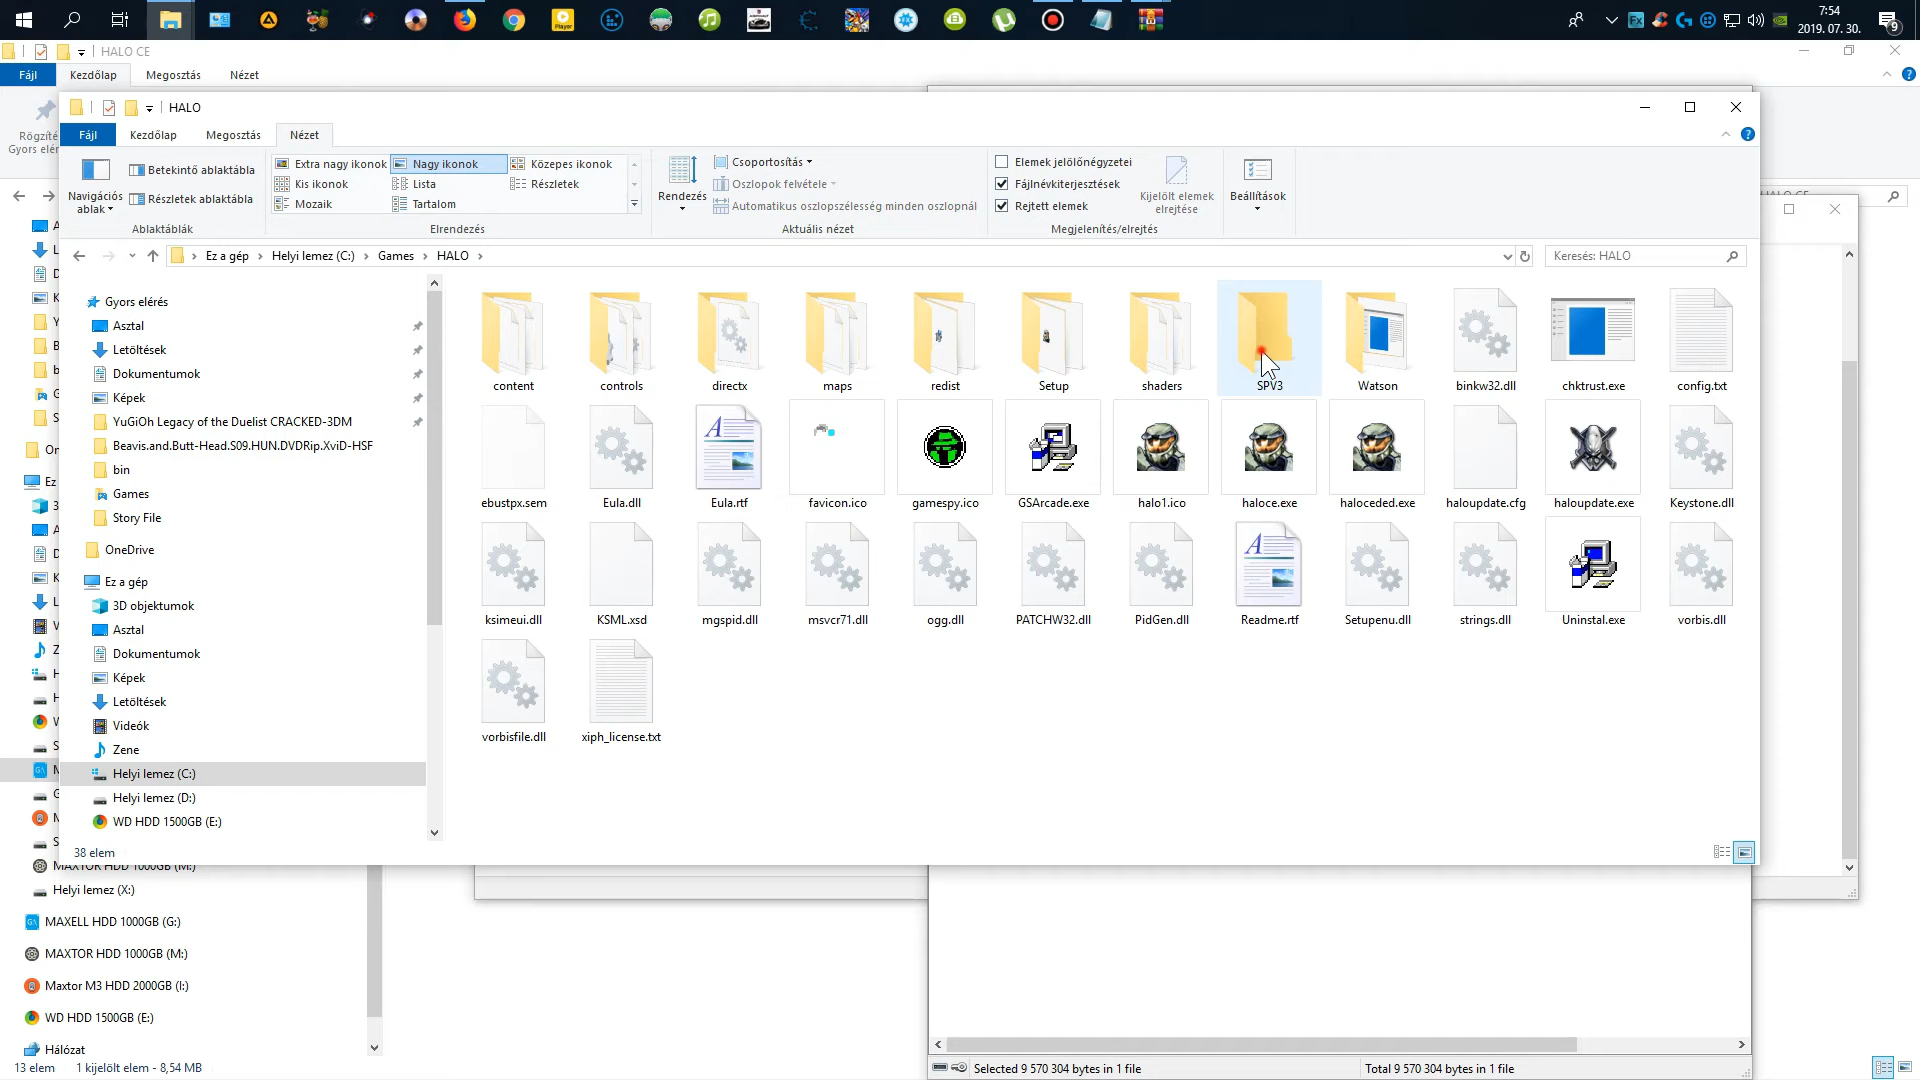 7:54
2019. 07. 30.
9
HALO CE
Fájl
Kezdőlap
Megosztás
Nézet
HALO
Fájl
Kezdőlap
Megosztás
Nézet
Navigációs
ablak
Betekintő ablaktábla
Részletek ablaktábla
Ablaktáblák
Extra nagy ikonok
Nagy ikonok
Közepes ikonok
Kis ikonok
Lista
Részletek
Mozaik
Tartalom
Elrendezés
Rendezés
Csoportosítás
Oszlopok felvétele
Automatikus oszlopszélesség minden oszlopnál
Aktuális nézet
Elemek jelölőnégyzetei
Fájlnévkiterjesztések
Rejtett elemek
Kijelölt elemek
elrejtése
Megjelenítés/elrejtés
Beállítások
Ez a gép
Helyi lemez (C:)
Games
HALO
Keresés: HALO
Gyors elérés
Asztal
Letöltések
Dokumentumok
Képek
YuGiOh Legacy of the Duelist CRACKED-3DM
Beavis.and.Butt-Head.S09.HUN.DVDRip.XviD-HSF
bin
Games
Story File
OneDrive
Ez a gép
3D objektumok
Asztal
Dokumentumok
Képek
Letöltések
Videók
Zene
Helyi lemez (C:)
Helyi lemez (D:)
WD HDD 1500GB (E:)
38 elem
content
controls
directx
maps
redist
Setup
shaders
SPV3
Watson
binkw32.dll
chktrust.exe
config.txt
ebustpx.sem
Eula.dll
Eula.rtf
favicon.ico
gamespy.ico
GSArcade.exe
halo1.ico
haloce.exe
haloceded.exe
haloupdate.cfg
haloupdate.exe
Keystone.dll
ksimeui.dll
KSML.xsd
mgspid.dll
msvcr71.dll
ogg.dll
PATCHW32.dll
PidGen.dll
Readme.rtf
Setupenu.dll
strings.dll
Uninstal.exe
vorbis.dll
vorbisfile.dll
xiph_license.txt
MAXTOR HDD 1000GB (M:)
Helyi lemez (X:)
MAXELL HDD 1000GB (G:)
MAXTOR HDD 1000GB (M:)
Maxtor M3 HDD 2000GB (I:)
WD HDD 1500GB (E:)
Hálózat
13 elem
1 kijelölt elem - 8,54 MB
Selected 9 570 304 bytes in 1 file
Total 9 570 304 bytes in 1 file